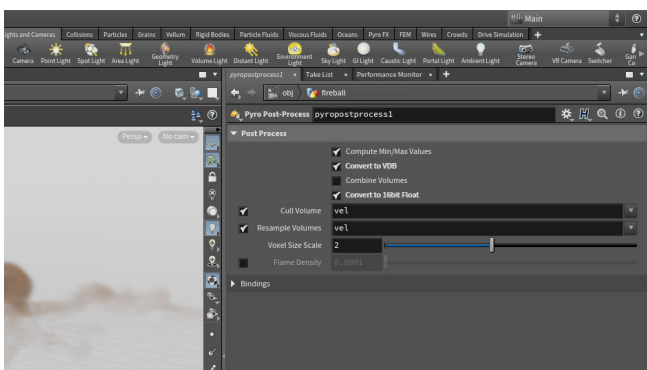 Main
Lights and Cameras Collisions Particles Grains Vellum Rigid Bodies Particle Fluids Viscous Fluids Oceans Pyro FX FEM Wires Crowds Drive Simulation +
Camera Point Light Spot Light Area Light Geometry Light Volume Light Distant Light Environment Light Sky Light GI Light Caustic Light Portal Light Ambient Light Stereo Camera VR Camera Switcher
pyropostprocess1 × Take List × Performance Monitor × +
obj fireball
Pyro Post-Process pyropostprocess1
Persp No cam
Post Process
Compute Min/Max Values
Convert to VDB
Combine Volumes
Convert to 16bit Float
Cull Volume vel
Resample Volumes vel
Voxel Size Scale 2
Flame Density 0.0001
Bindings